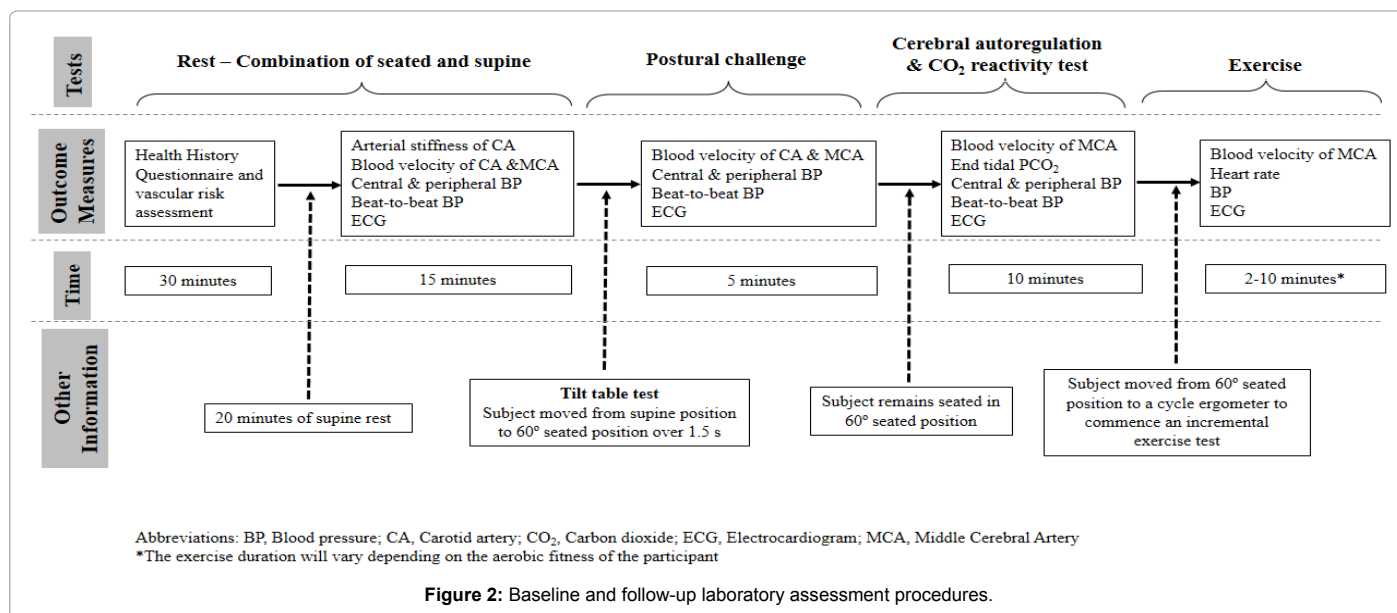 Tests
Rest – Combination of seated and supine
Postural challenge
Cerebral autoregulation
& CO₂ reactivity test
Exercise
Outcome
Measures
Health History
Questionnaire and
vascular risk
assessment
Arterial stiffness of CA
Blood velocity of CA &MCA
Central & peripheral BP
Beat-to-beat BP
ECG
Blood velocity of CA & MCA
Central & peripheral BP
Beat-to-beat BP
ECG
Blood velocity of MCA
End tidal PCO₂
Central & peripheral BP
Beat-to-beat BP
ECG
Blood velocity of MCA
Heart rate
BP
ECG
Time
30 minutes
15 minutes
5 minutes
10 minutes
2-10 minutes*
Other
Information
20 minutes of supine rest
Tilt table test
Subject moved from supine position
to 60° seated position over 1.5 s
Subject remains seated in
60° seated position
Subject moved from 60° seated
position to a cycle ergometer to
commence an incremental
exercise test
Abbreviations: BP, Blood pressure; CA, Carotid artery; CO₂, Carbon dioxide; ECG, Electrocardiogram; MCA, Middle Cerebral Artery
*The exercise duration will vary depending on the aerobic fitness of the participant
Figure 2: Baseline and follow-up laboratory assessment procedures.